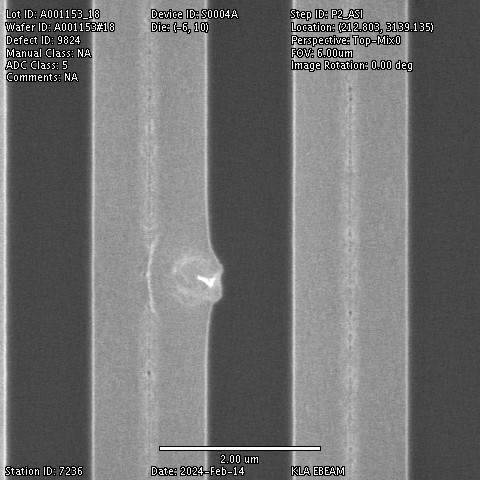 Lot ID: A001153_18
Wafer ID: A001153#18
Defect ID: 9824
Manual Class: NA
ADC Class: 5
Comments: NA
Device ID: S0004A
Die: (-6, 10)
Step ID: P2_ASI
Location: (212.803, 3139.135)
Perspective: Top-Mix0
FOV: 6.00um
Image Rotation: 0.00 deg
2.00 um
Station ID: 7236
Date: 2024-Feb-14
KLA EBEAM